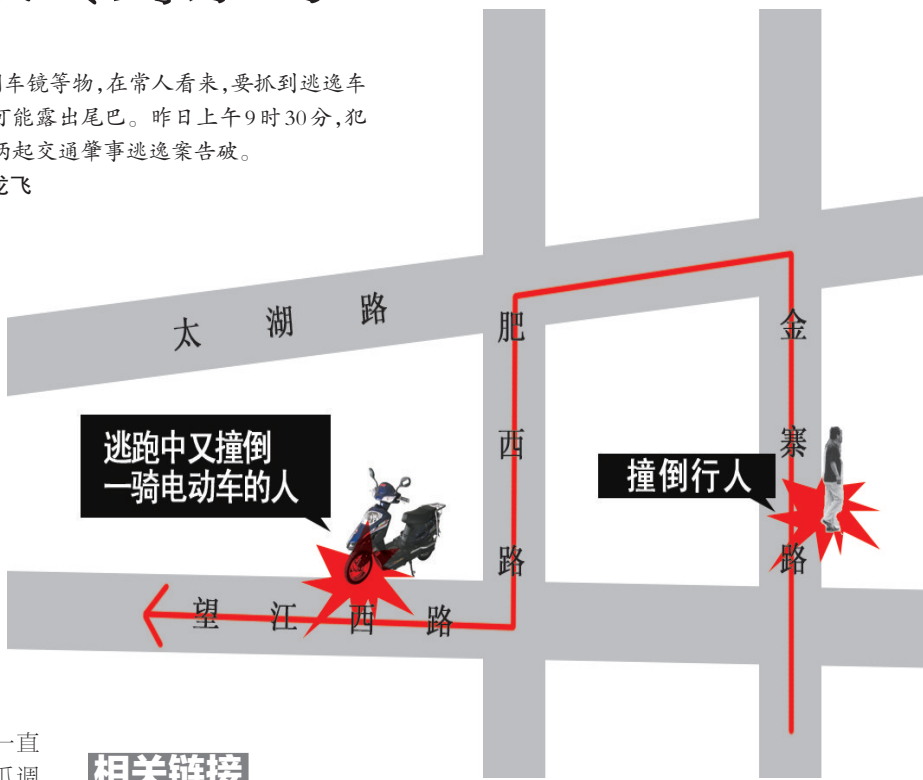 车镜等物,在常人看来,要抓到逃逸车
可能露出尾巴。昨日上午9时30分,犯
两起交通肇事逃逸案告破。
龙飞
太湖路
肥西路
金寨路
逃跑中又撞倒
一骑电动车的人
撞倒行人
望江西路
一直
相关链接